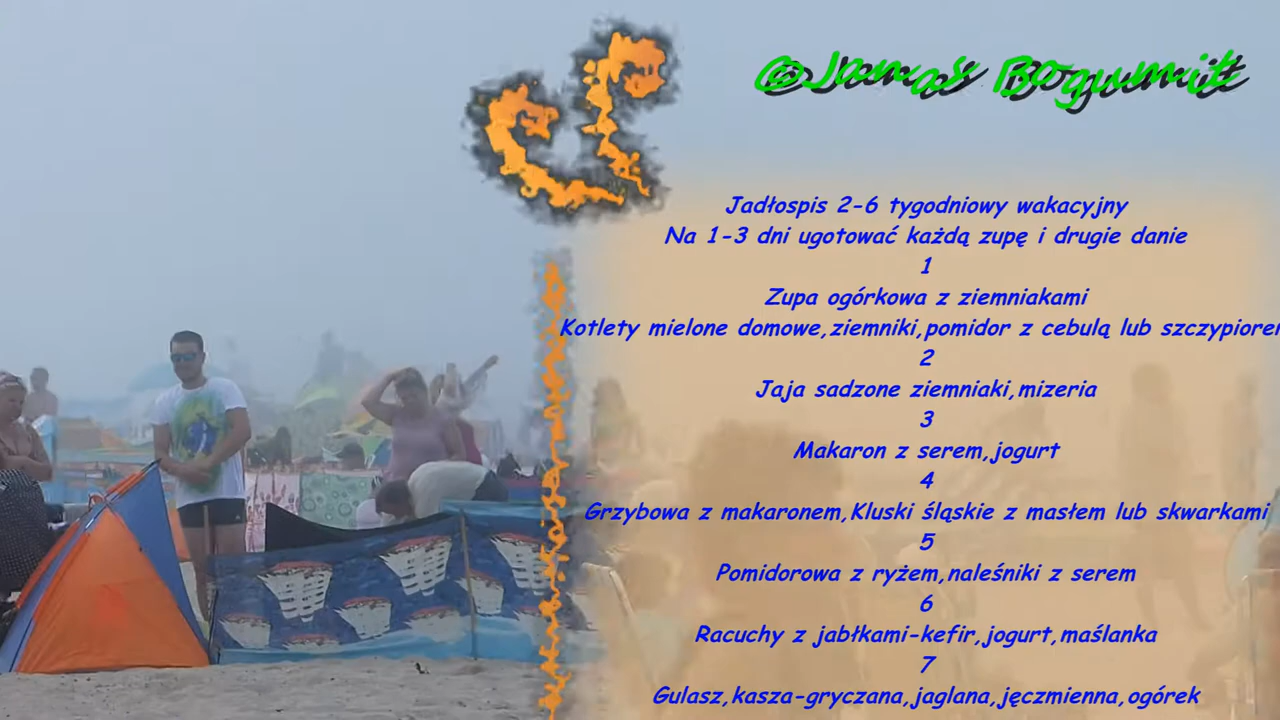 ©Janas Bogumił
Jadłospis 2-6 tygodniowy wakacyjny
Na 1-3 dni ugotować każdą zupę i drugie danie
1
Zupa ogórkowa z ziemniakami
Kotlety mielone domowe,ziemniki,pomidor z cebulą lub szczypiorem
2
Jaja sadzone ziemniaki,mizeria
3
Makaron z serem,jogurt
4
Grzybowa z makaronem,Kluski śląskie z masłem lub skwarkami
5
Pomidorowa z ryżem,naleśniki z serem
6
Racuchy z jabłkami-kefir,jogurt,maślanka
7
Gulasz,kasza-gryczana,jaglana,jęczmienna,ogórek